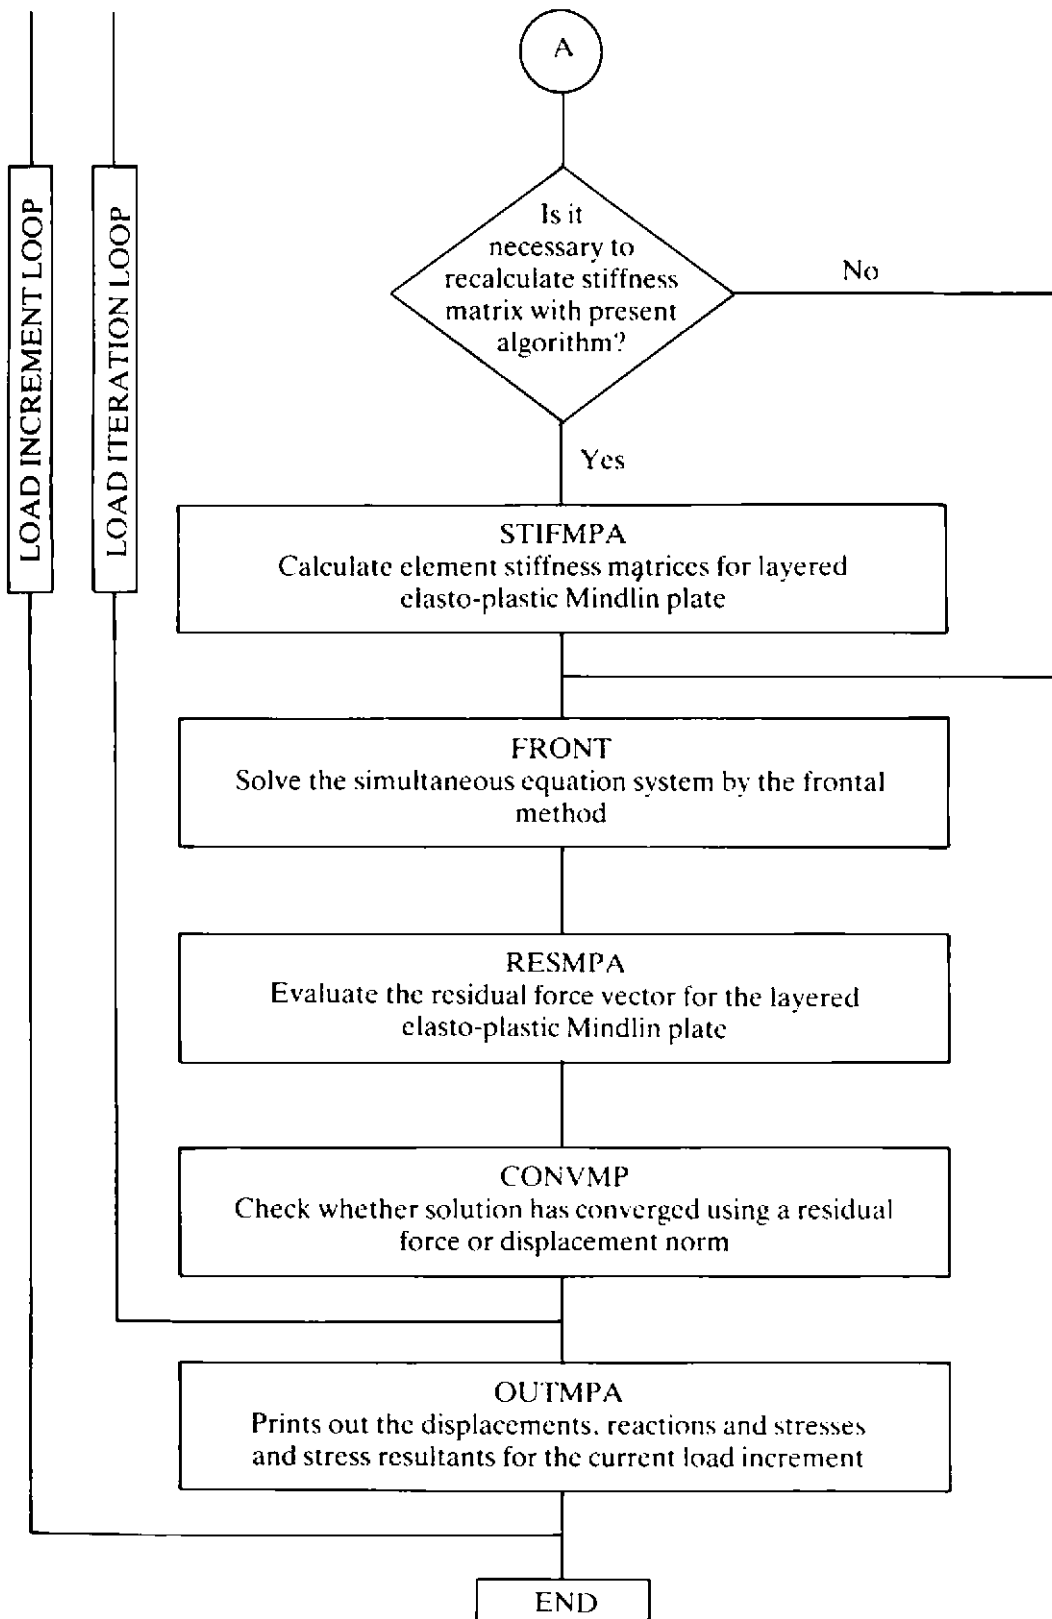 A
LOAD INCREMENT LOOP
LOAD ITERATION LOOP
Is it
necessary to
recalculate stiffness
matrix with present
algorithm?
No
Yes
STIFMPA
Calculate element stiffness matrices for layered
elasto-plastic Mindlin plate
FRONT
Solve the simultaneous equation system by the frontal
method
RESMPA
Evaluate the residual force vector for the layered
elasto-plastic Mindlin plate
CONVMP
Check whether solution has converged using a residual
force or displacement norm
OUTMPA
Prints out the displacements, reactions and stresses
and stress resultants for the current load increment
END